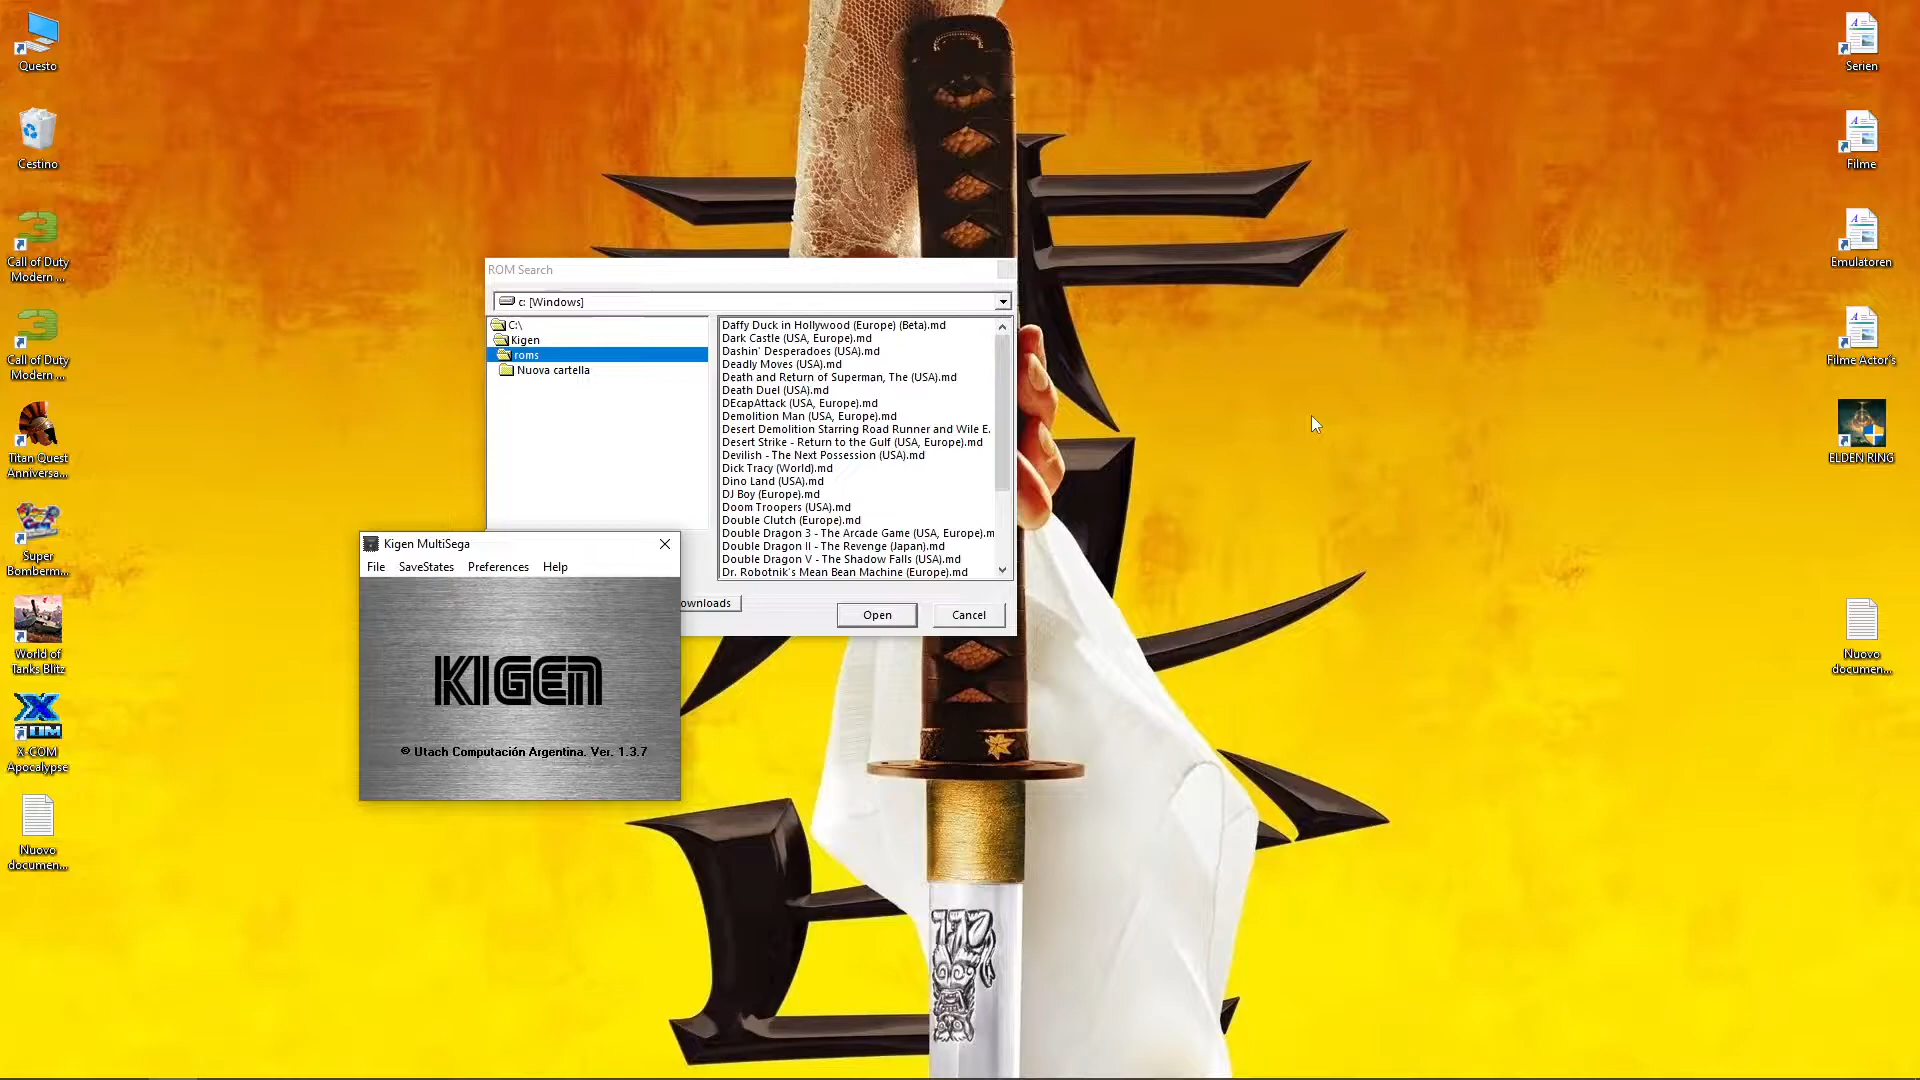 Questo
Cestino
Call of Duty
Modern ...
Call of Duty
Modern ...
Titan Quest
Anniversa...
Super
Bomberm...
World of
Tanks Blitz
X-COM
Apocalypse
Nuovo
documen...
ROM Search
c: [Windows]
C:\
Kigen
roms
Nuova cartella
Daffy Duck in Hollywood (Europe) (Beta).md
Dark Castle (USA, Europe).md
Dashin' Desperadoes (USA).md
Deadly Moves (USA).md
Death and Return of Superman, The (USA).md
Death Duel (USA).md
DEcapAttack (USA, Europe).md
Demolition Man (USA, Europe).md
Desert Demolition Starring Road Runner and Wile E.
Desert Strike - Return to the Gulf (USA, Europe).md
Devilish - The Next Possession (USA).md
Dick Tracy (World).md
Dino Land (USA).md
DJ Boy (Europe).md
Doom Troopers (USA).md
Double Clutch (Europe).md
Double Dragon 3 - The Arcade Game (USA, Europe).m
Double Dragon II - The Revenge (Japan).md
Double Dragon V - The Shadow Falls (USA).md
Dr. Robotnik's Mean Bean Machine (Europe).md
ownloads
Open
Cancel
Kigen MultiSega
File SaveStates Preferences Help
KIGEN
© Utach Computación Argentina. Ver. 1.3.7
Serien
Filme
Emulatoren
Filme Actor's
ELDEN RING
Nuovo
documen...